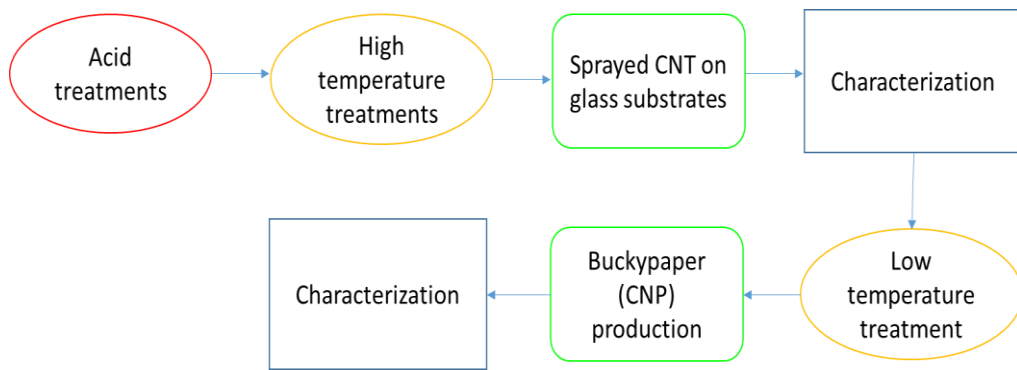 Acid
treatments
High
temperature
treatments
Sprayed CNT on
glass substrates
Characterization
Low
temperature
treatment
Buckypaper
(CNP)
production
Characterization